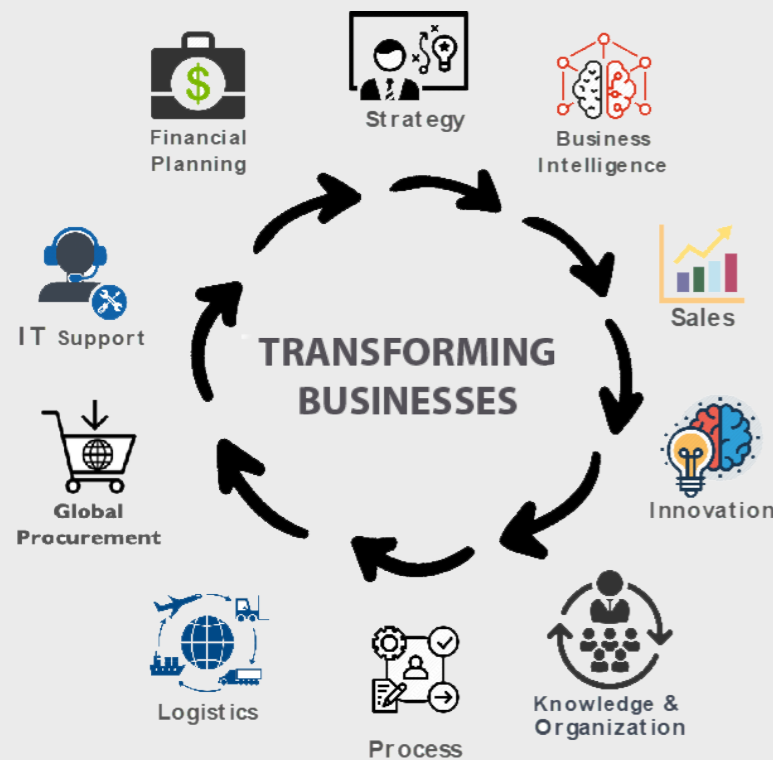 Strategy
Business
Intelligence
Sales
Innovation
Knowledge &
Organization
Process
Logistics
Global
Procurement
IT Support
$
Financial
Planning
TRANSFORMING
BUSINESSES